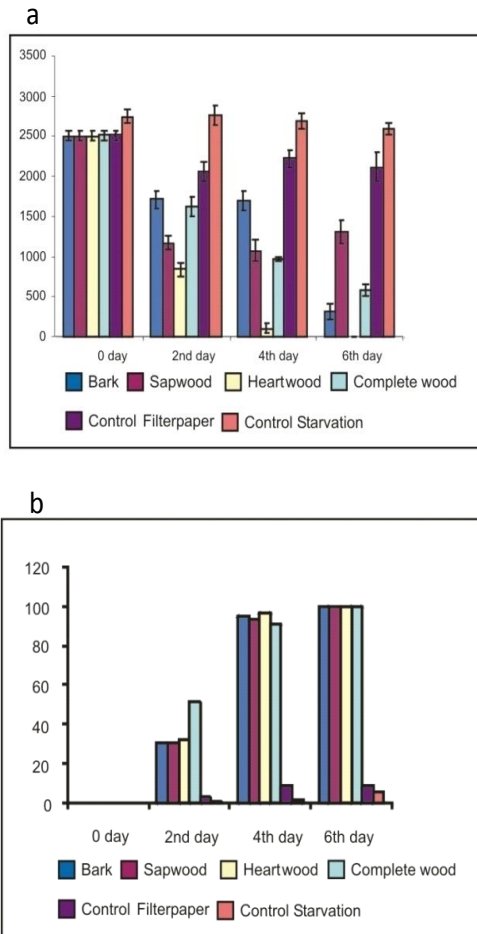 a
3500
3000
2500
2000
1500
1000
500
0
0 day 2nd day 4th day 6th day
Bark Sapwood Heartwood Complete wood
Control Filterpaper Control Starvation
b
120
100
80
60
40
20
0
0 day 2nd day 4th day 6th day
Bark Sapwood Heartwood Complete wood
Control Filterpaper Control Starvation